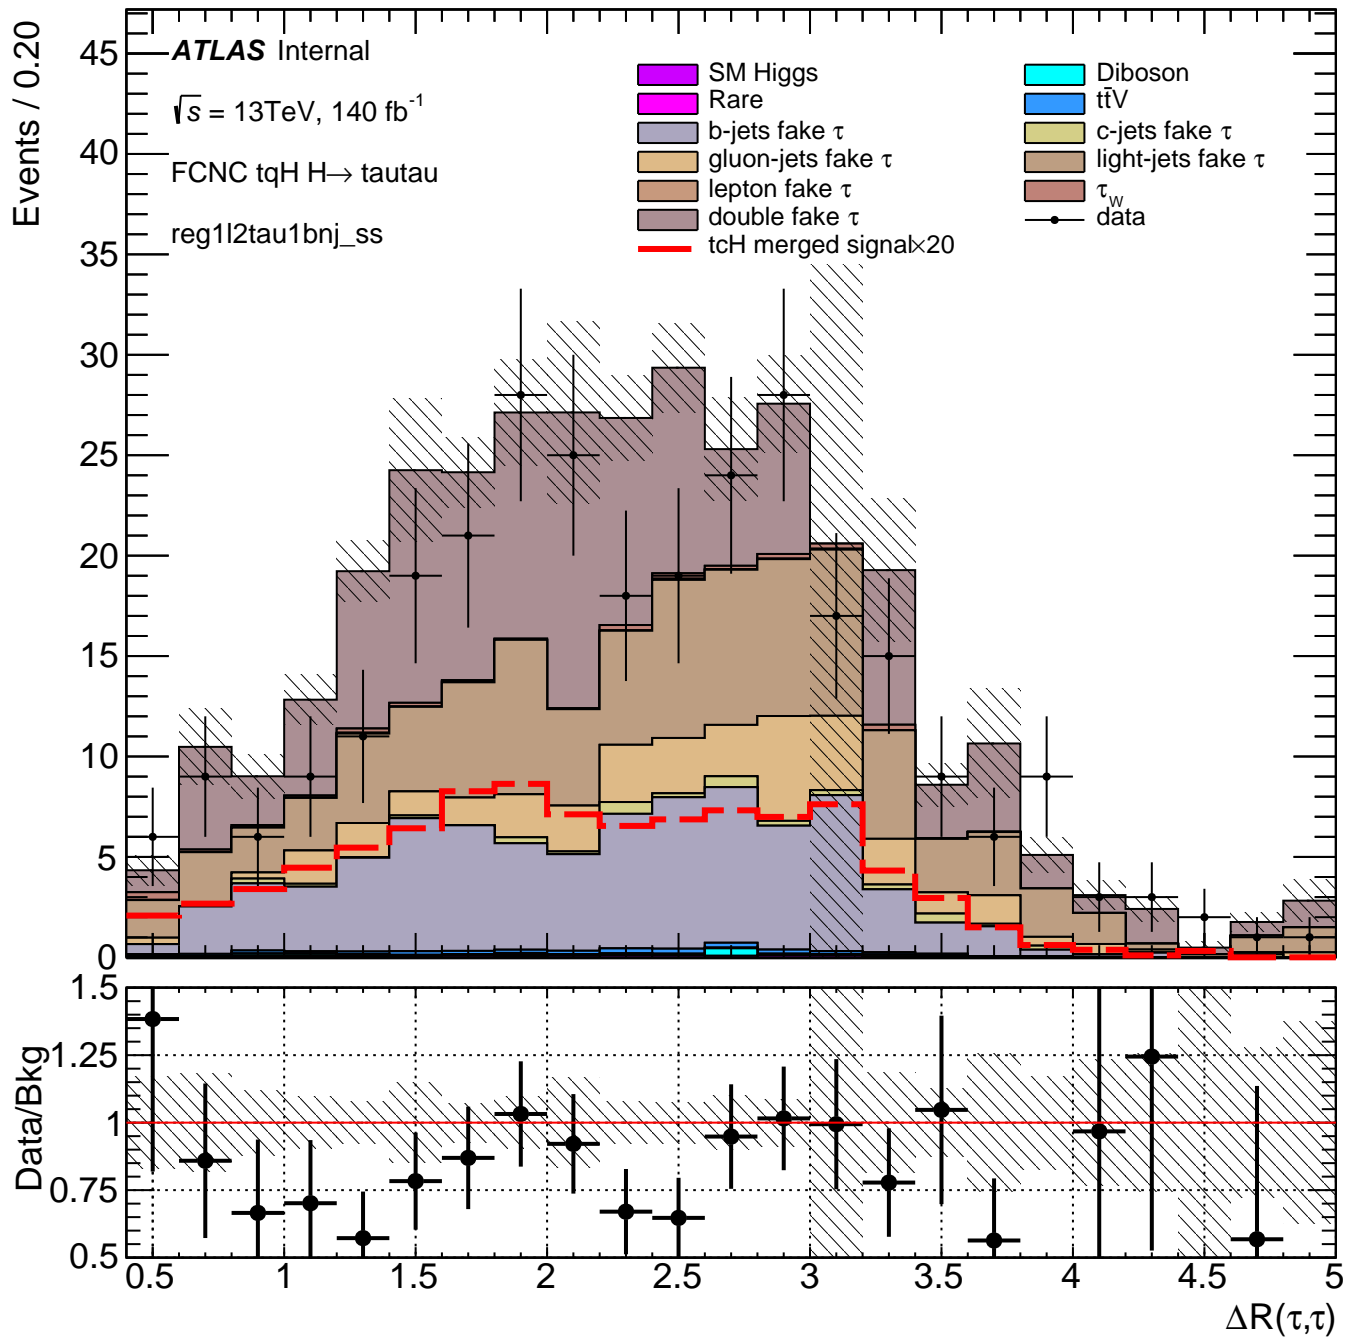 45
40
35
30
25
20
15
10
5
0
Events / 0.20
ATLAS Internal
√s = 13TeV, 140 fb⁻¹
FCNC tqH H→ tautau
reg1l2tau1bnj_ss
SM Higgs
Rare
b-jets fake τ
gluon-jets fake τ
lepton fake τ
double fake τ
tcH merged signal×20
Diboson
tt̄V
c-jets fake τ
light-jets fake τ
τ_W
data
1.5
1.25
1
0.75
0.5
Data/Bkg
0.5 1 1.5 2 2.5 3 3.5 4 4.5 5
ΔR(τ,τ)